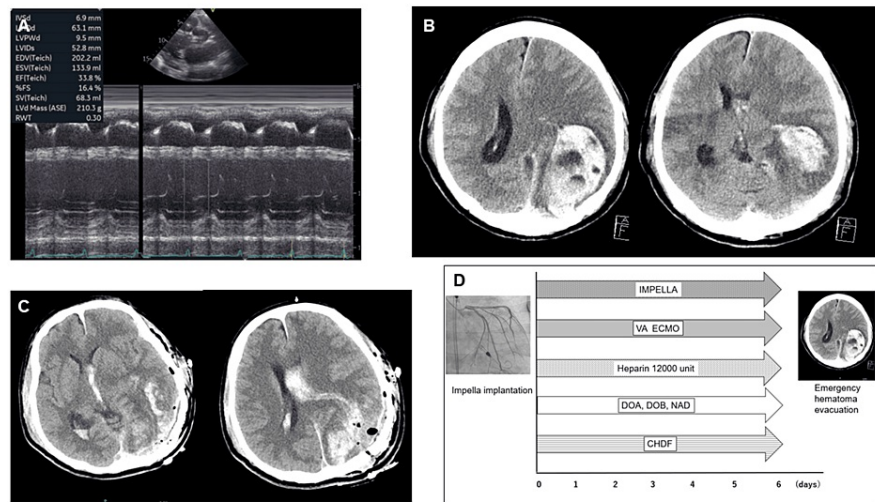 A
IVSd 6.9 mm
63.1 mm
LVPWd 9.5 mm
LVIDs 52.8 mm
EDV(Teich) 202.2 ml
ESV(Teich) 133.9 ml
EF(Teich) 33.8 %
%FS 16.4 %
SV(Teich) 68.3 ml
LVd Mass (ASE) 210.3 g
RWT 0.30
5
10
15
B
A
F
A
F
C
D
IMPELLA
VA ECMO
Heparin 12000 unit
DOA, DOB, NAD
CHDF
Impella implantation
Emergency
hematoma
evacuation
0 1 2 3 4 5 6 (days)